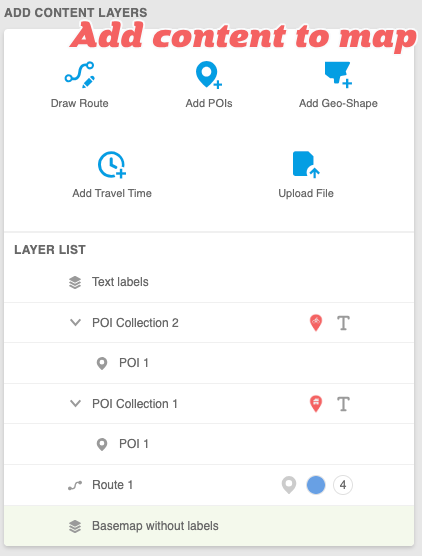 ADD CONTENT LAYERS
Add content to map
Draw Route
Add POIs
Add Geo-Shape
Add Travel Time
Upload File
LAYER LIST
Text labels
POI Collection 2
T
POI 1
POI Collection 1
T
POI 1
Route 1
4
Basemap without labels